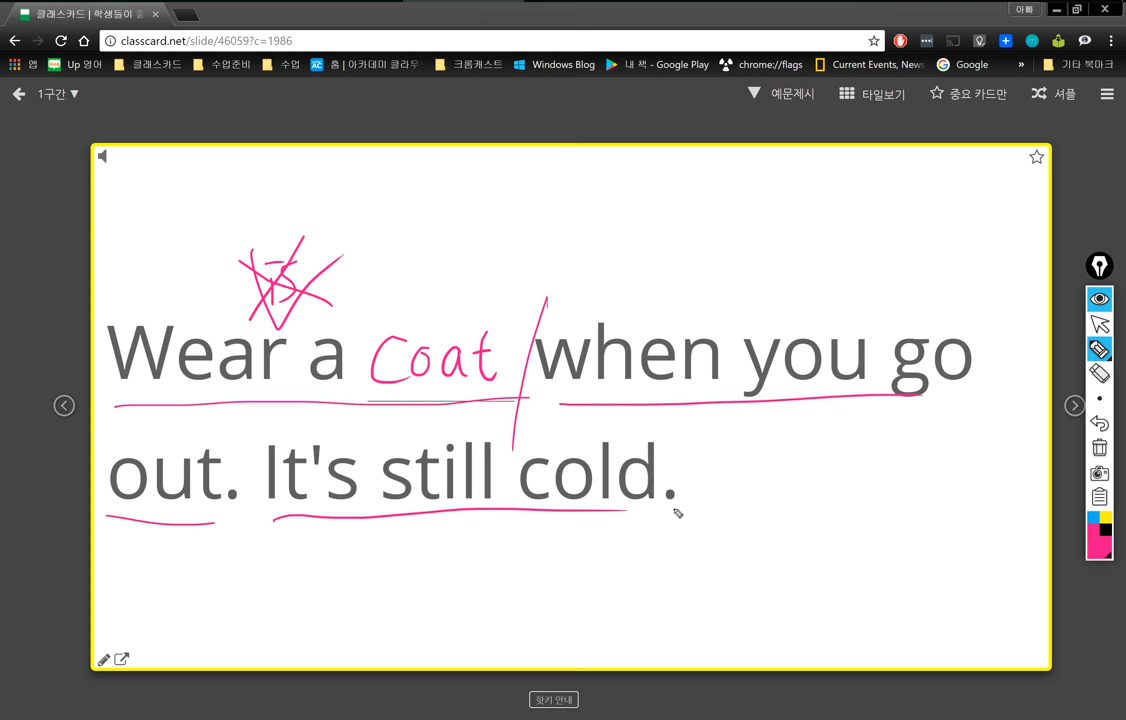 클래스카드 | 학생들이 좋
아빠
classcard.net/slide/46059?c=1986
앱 Up 영어 클래스카드 수업준비 수업 홈 | 아카데미 클라우 크롬캐스트 Windows Blog 내 책 - Google Play chrome://flags Current Events, News Google » 기타 북마크
1구간 ▼ ▼ 예문제시 타일보기 중요 카드만 셔플
is
Wear a coat / when you go
out. It's still cold.
핫키 안내